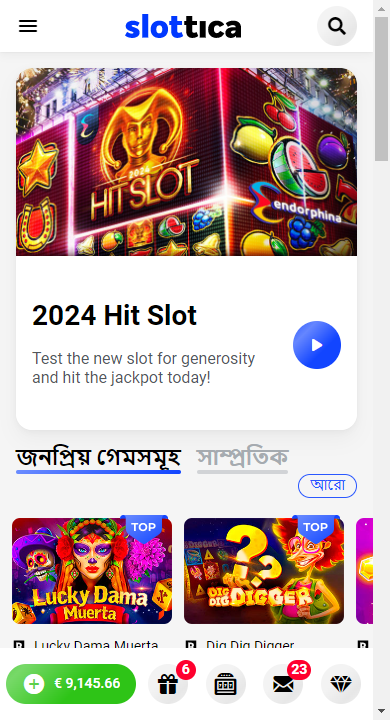 slottica
2024
HIT SLOT
endorphina
2024 Hit Slot
Test the new slot for generosity
and hit the jackpot today!
জনপ্রিয় গেমসমূহ সাম্প্রতিক
আরো
TOP
TOP
Lucky Dama
Muerta
DIG DIG
DIGGER
Lucky Dama Muerta
Dig Dig Digger
€ 9,145.66
6
23